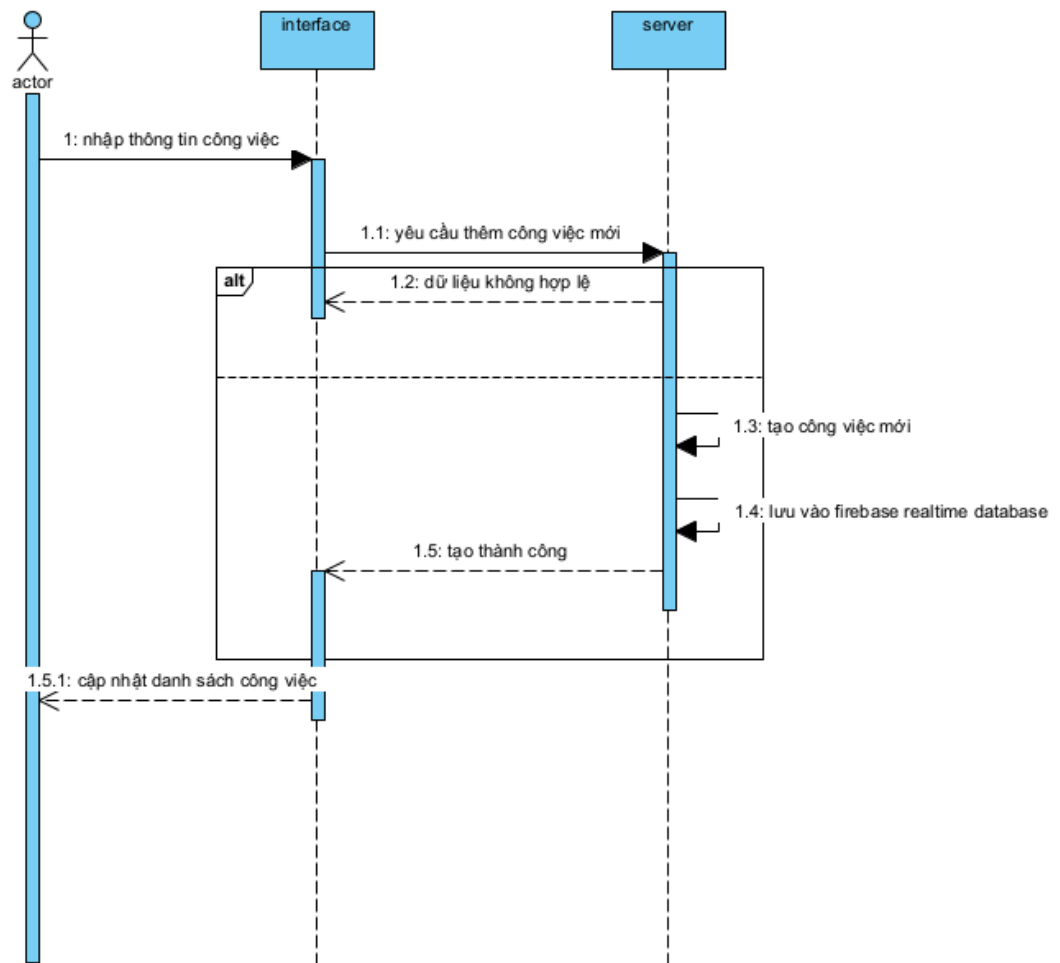 interface
server
actor
1: nhập thông tin công việc
1.1: yêu cầu thêm công việc mới
alt
1.2: dữ liệu không hợp lệ
1.3: tạo công việc mới
1.4: lưu vào firebase realtime database
1.5: tạo thành công
1.5.1: cập nhật danh sách công việc